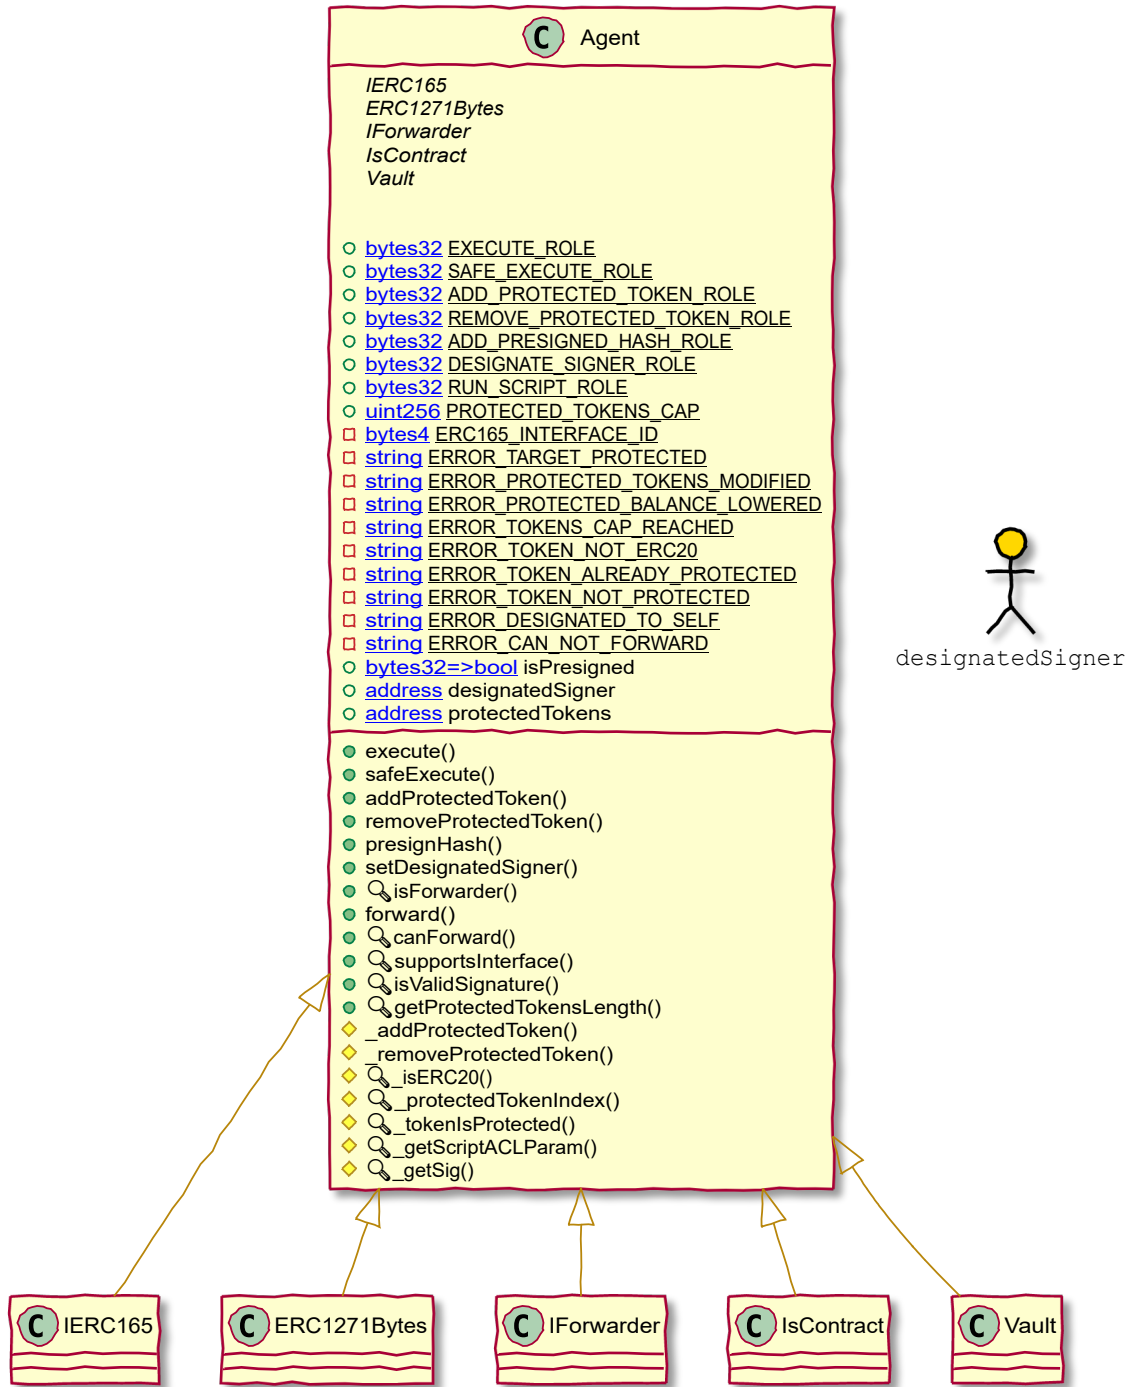 C Agent
IERC165
ERC1271Bytes
IForwarder
IsContract
Vault
bytes32 EXECUTE_ROLE
bytes32 SAFE_EXECUTE_ROLE
bytes32 ADD_PROTECTED_TOKEN_ROLE
bytes32 REMOVE_PROTECTED_TOKEN_ROLE
bytes32 ADD_PRESIGNED_HASH_ROLE
bytes32 DESIGNATE_SIGNER_ROLE
bytes32 RUN_SCRIPT_ROLE
uint256 PROTECTED_TOKENS_CAP
bytes4 ERC165_INTERFACE_ID
string ERROR_TARGET_PROTECTED
string ERROR_PROTECTED_TOKENS_MODIFIED
string ERROR_PROTECTED_BALANCE_LOWERED
string ERROR_TOKENS_CAP_REACHED
string ERROR_TOKEN_NOT_ERC20
string ERROR_TOKEN_ALREADY_PROTECTED
string ERROR_TOKEN_NOT_PROTECTED
string ERROR_DESIGNATED_TO_SELF
string ERROR_CAN_NOT_FORWARD
bytes32=>bool isPresigned
address designatedSigner
address protectedTokens
execute()
safeExecute()
addProtectedToken()
removeProtectedToken()
presignHash()
setDesignatedSigner()
isForwarder()
forward()
canForward()
supportsInterface()
isValidSignature()
getProtectedTokensLength()
_addProtectedToken()
_removeProtectedToken()
_isERC20()
_protectedTokenIndex()
_tokenIsProtected()
_getScriptACLParam()
_getSig()
designatedSigner
C IERC165
C ERC1271Bytes
C IForwarder
C IsContract
C Vault